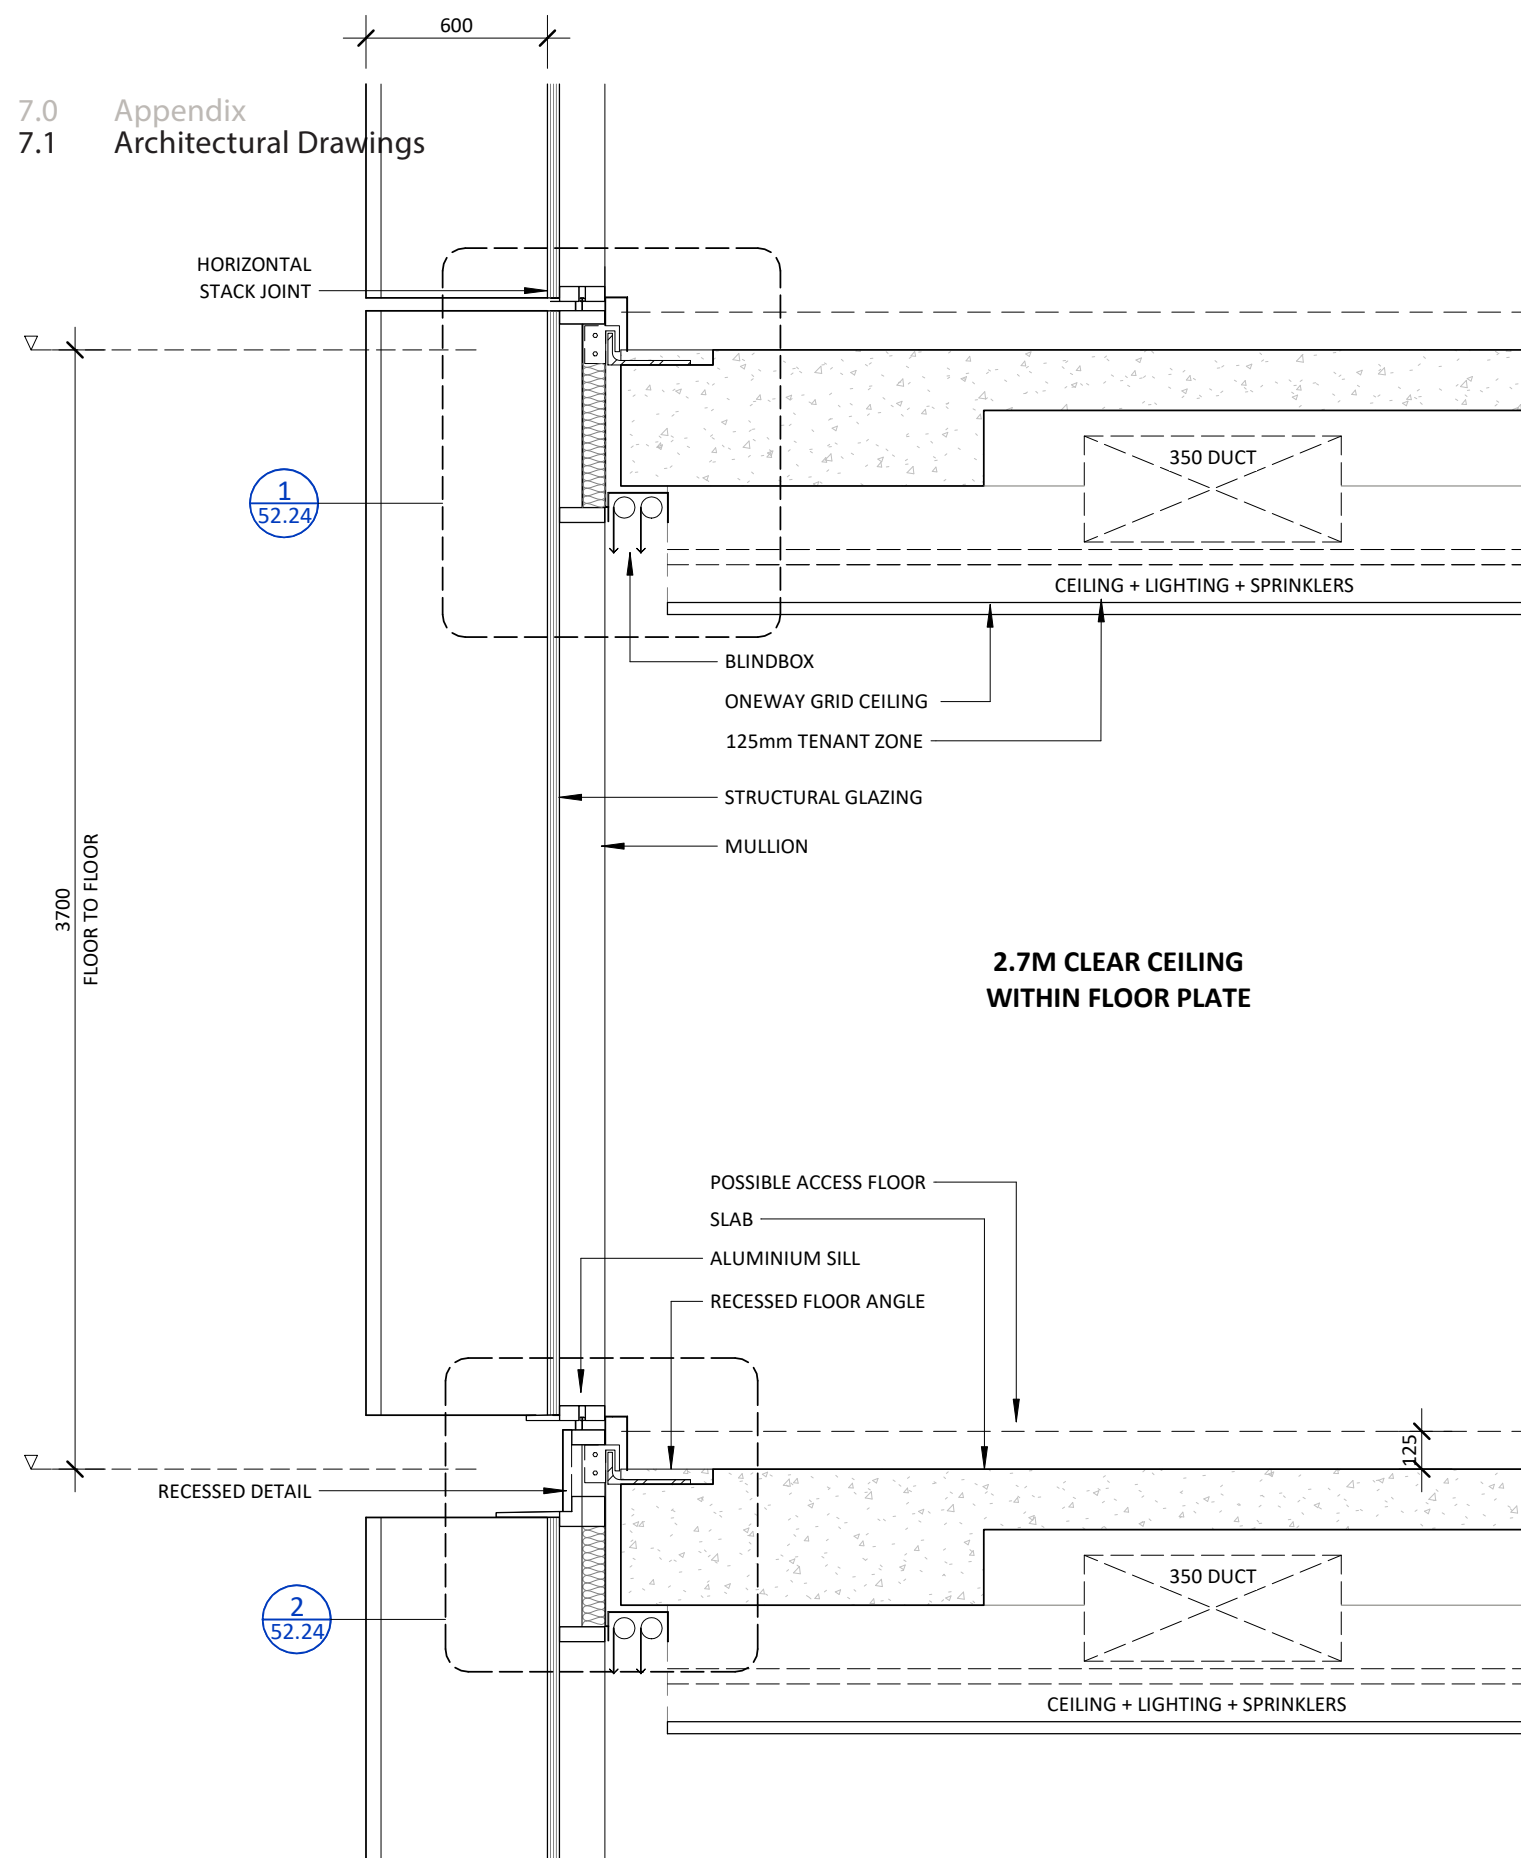 600
7.0 Appendix
7.1 Architectural Drawings
HORIZONTAL
STACK JOINT
350 DUCT
1
52.24
CEILING + LIGHTING + SPRINKLERS
BLINDBOX
ONEWAY GRID CEILING
125mm TENANT ZONE
STRUCTURAL GLAZING
MULLION
3700
FLOOR TO FLOOR
2.7M CLEAR CEILING
WITHIN FLOOR PLATE
POSSIBLE ACCESS FLOOR
SLAB
ALUMINIUM SILL
RECESSED FLOOR ANGLE
125
RECESSED DETAIL
350 DUCT
2
52.24
CEILING + LIGHTING + SPRINKLERS